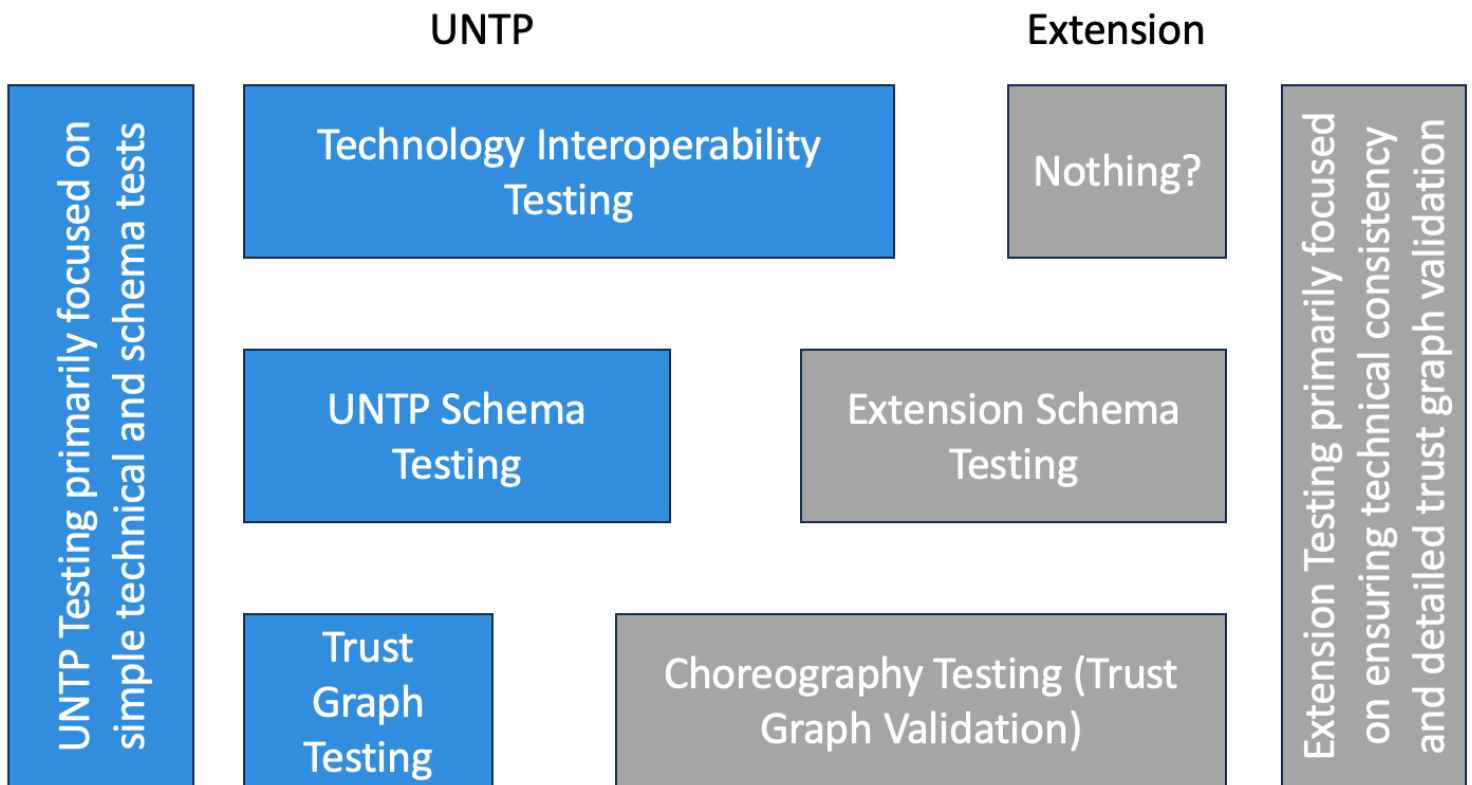 UNTP
Extension
UNTP Testing primarily focused on
simple technical and schema tests
Technology Interoperability
Testing
Nothing?
UNTP Schema
Testing
Extension Schema
Testing
Trust
Graph
Testing
Choreography Testing (Trust
Graph Validation)
Extension Testing primarily focused
on ensuring technical consistency
and detailed trust graph validation